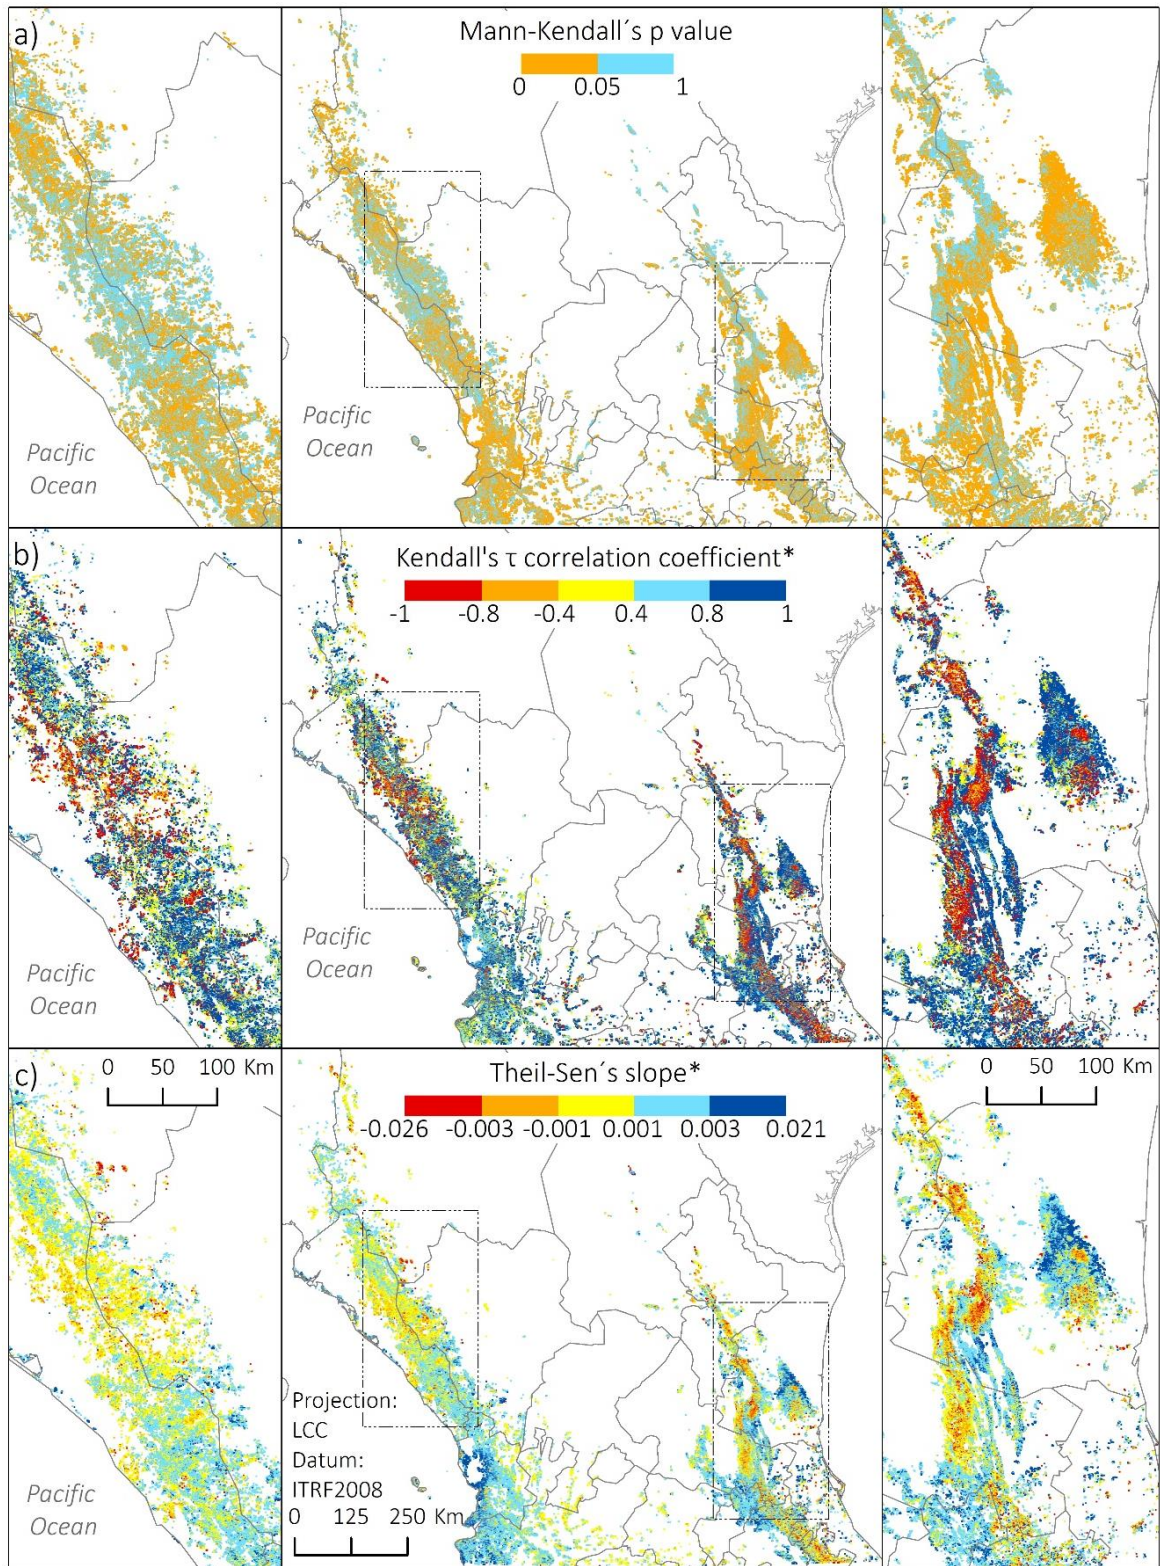 a)
Mann-Kendall´s p value
0 0.05 1
Pacific
Ocean
Pacific
Ocean
b)
Kendall's τ correlation coefficient*
-1 -0.8 -0.4 0.4 0.8 1
Pacific
Ocean
Pacific
Ocean
c)
0 50 100 Km
Theil-Sen´s slope*
-0.026 -0.003 -0.001 0.001 0.003 0.021
0 50 100 Km
Projection:
LCC
Datum:
ITRF2008
0 125 250 Km
Pacific
Ocean